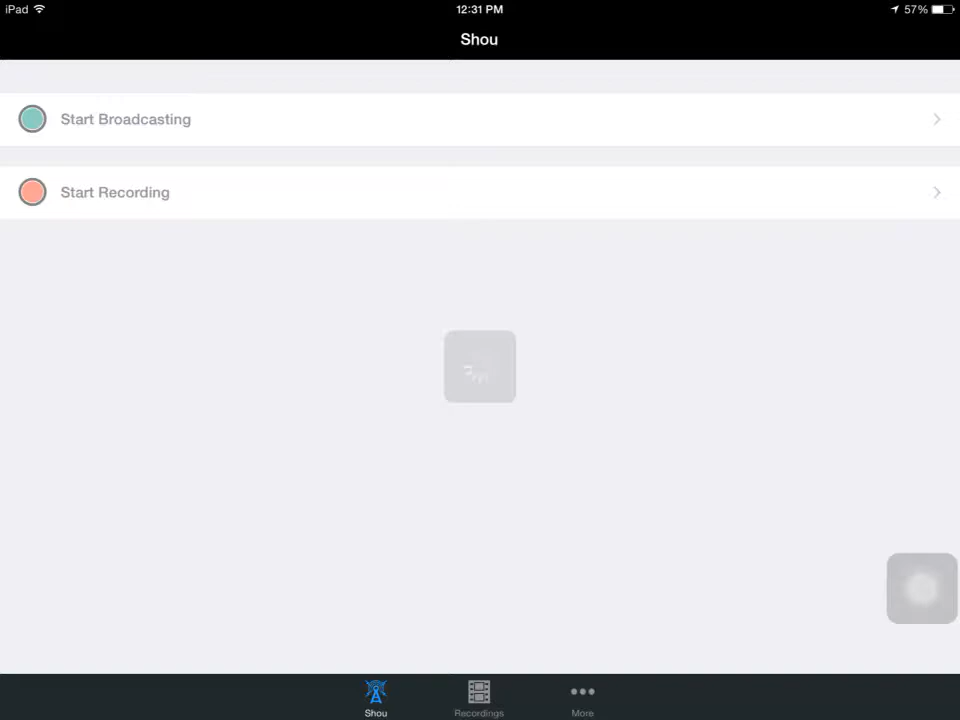 iPad 12:31 PM 57%
Shou
Start Broadcasting
Start Recording
Shou Recordings More